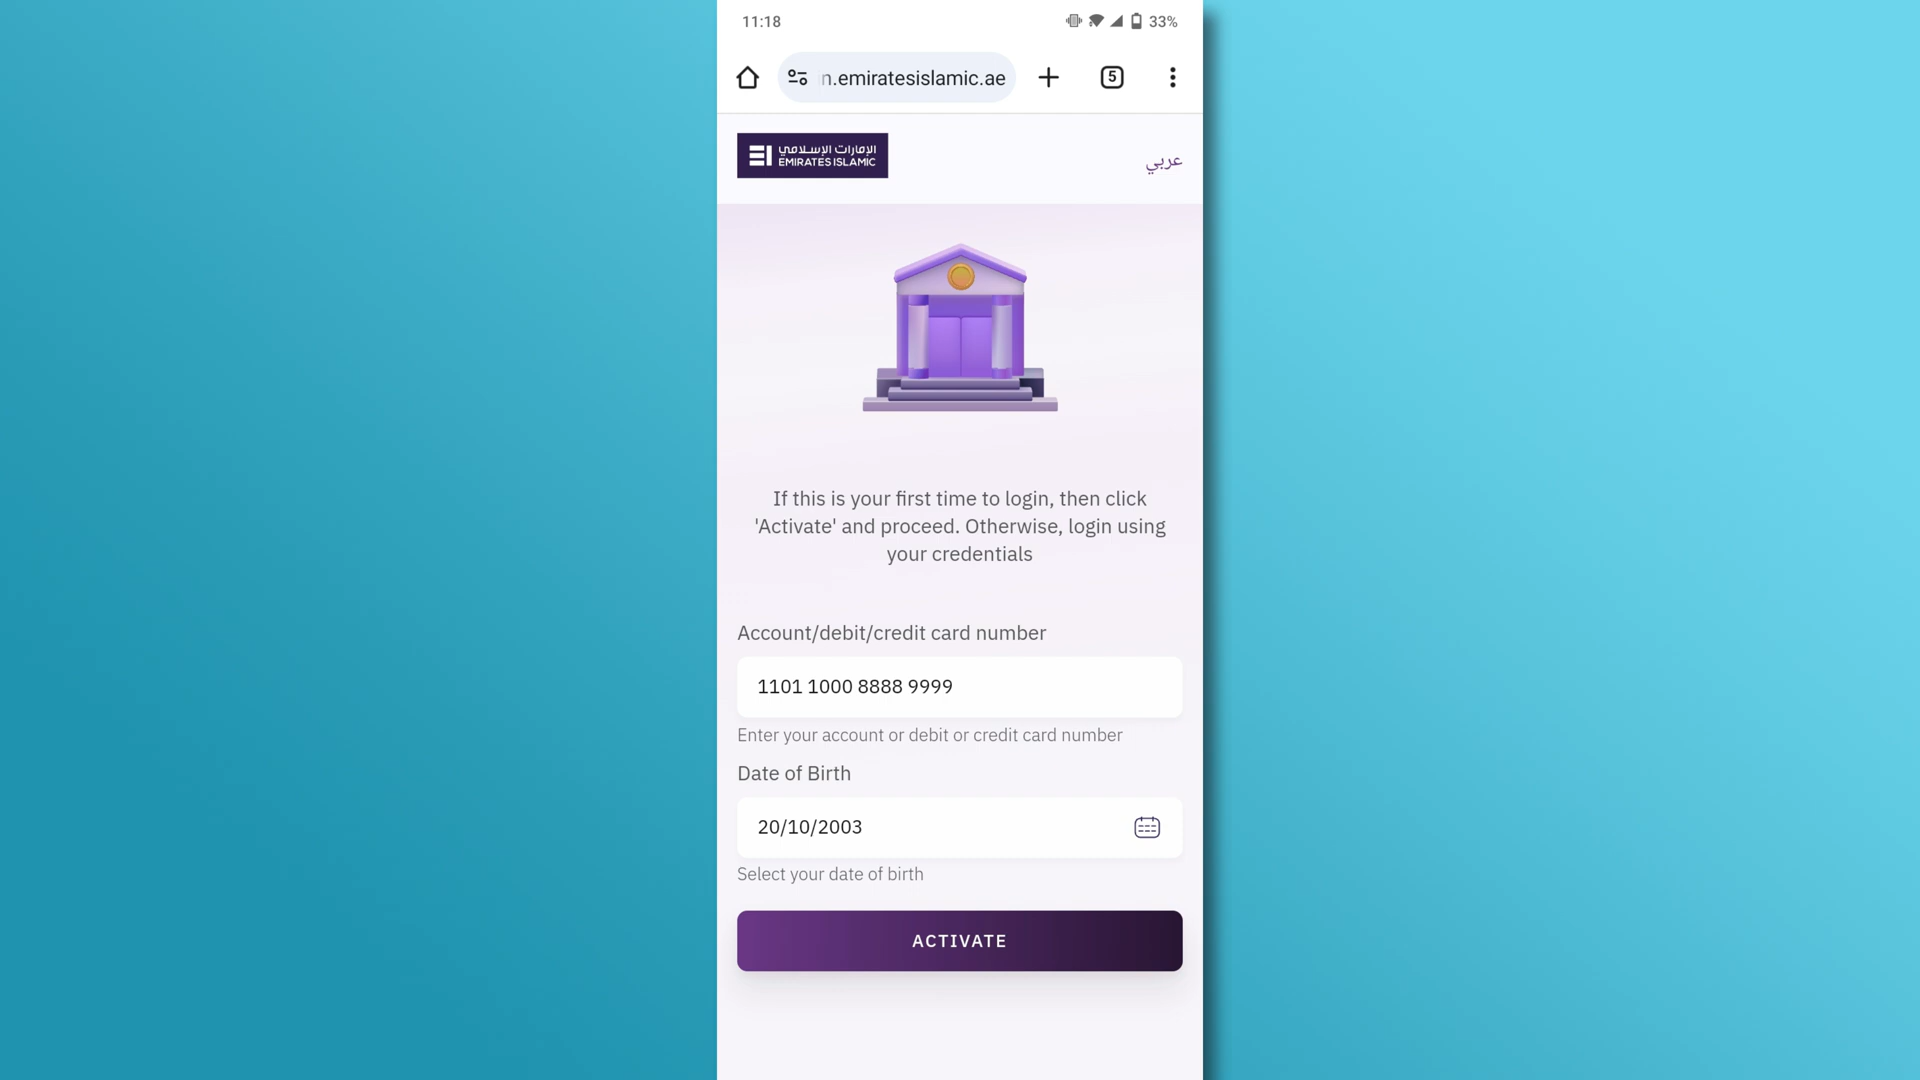 11:18
33%
n.emiratesislamic.ae
5
الإمارات الإسلامي
EMIRATES ISLAMIC
عربي
If this is your first time to login, then click
'Activate' and proceed. Otherwise, login using
your credentials
Account/debit/credit card number
1101 1000 8888 9999
Enter your account or debit or credit card number
Date of Birth
20/10/2003
Select your date of birth
ACTIVATE